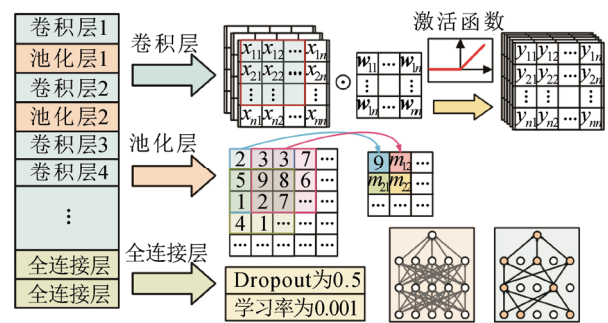 卷积层1
池化层1
卷积层2
池化层2
卷积层3
卷积层4
⋮
全连接层
全连接层
卷积层
x11 x12 ··· x1n
x21 x22 ··· x2n
⋮ ⋮ ⋮
xn1 xn2 ··· xnn
⊙
w11 ··· w1n
⋮ ⋮
w1n ··· wnn
激活函数
y11 y12 ··· y1n
y21 y22 ··· y2n
⋮ ⋮ ⋮
yn1 yn2 ··· ynn
池化层
2 3 3 7 ···
5 9 8 6 ···
1 2 7 ··· ···
4 1 ··· ··· ···
··· ··· ··· ··· ···
9 m12 ···
m21 m22 ···
··· ··· ···
全连接层
Dropout为0.5
学习率为0.001